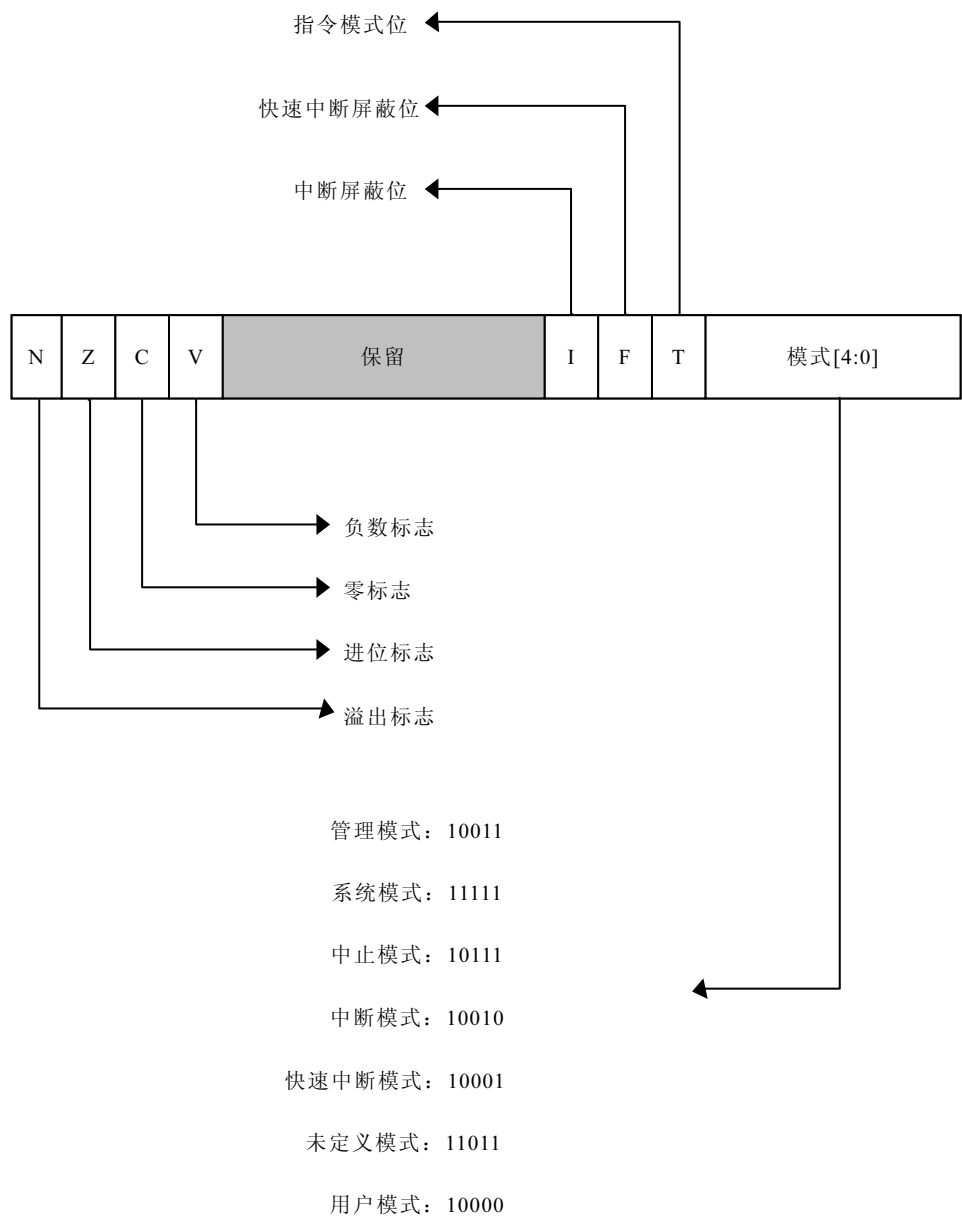 指令模式位
快速中断屏蔽位
中断屏蔽位
N Z C V 保留 I F T 模式[4:0]
负数标志
零标志
进位标志
溢出标志
管理模式：10011
系统模式：11111
中止模式：10111
中断模式：10010
快速中断模式：10001
未定义模式：11011
用户模式：10000